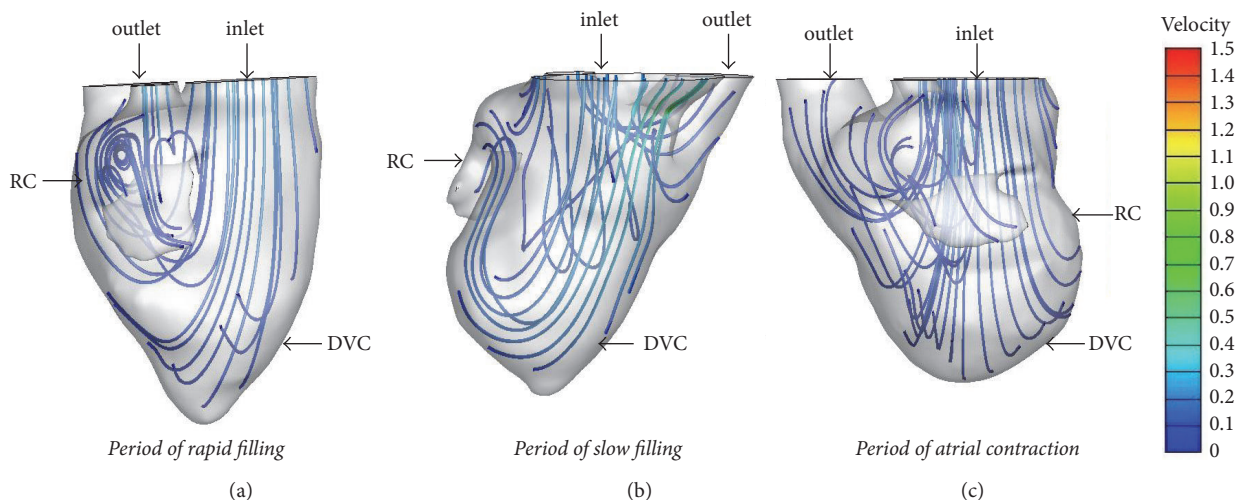 outlet
inlet
RC
DVC
Period of rapid filling
(a)
inlet
outlet
RC
DVC
Period of slow filling
(b)
outlet
inlet
RC
DVC
Period of atrial contraction
(c)
Velocity
1.5
1.4
1.3
1.2
1.1
1.0
0.9
0.8
0.7
0.6
0.5
0.4
0.3
0.2
0.1
0